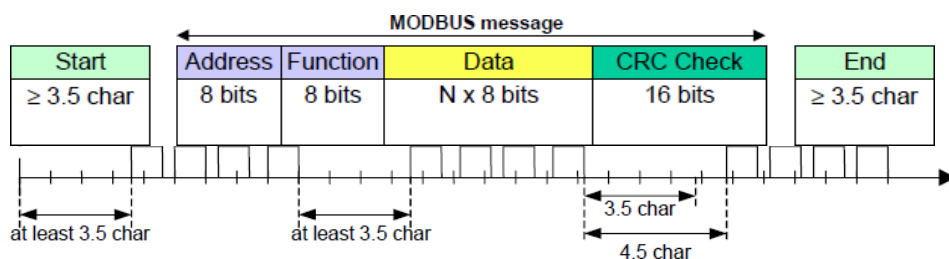 MODBUS message
Start Address Function Data CRC Check End
≥ 3.5 char 8 bits 8 bits N x 8 bits 16 bits ≥ 3.5 char
3.5 char
at least 3.5 char at least 3.5 char
4.5 char